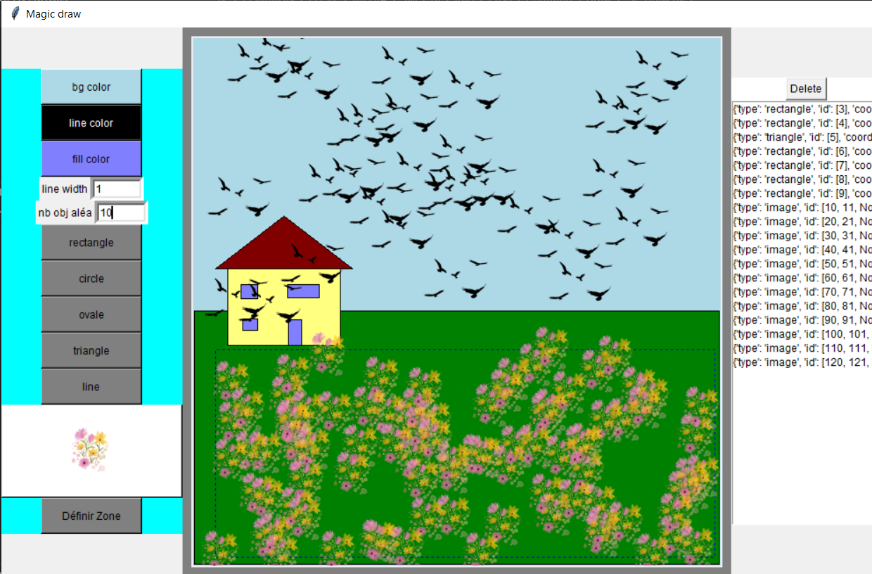 Magic draw
bg color
line color
fill color
line width 1
nb obj aléa 10
rectangle
circle
ovale
triangle
line
Définir Zone
Delete
{'type': 'rectangle', 'id': [3], 'coo
{'type': 'rectangle', 'id': [4], 'coo
{'type': 'triangle', 'id': [5], 'coord
{'type': 'rectangle', 'id': [6], 'coo
{'type': 'rectangle', 'id': [7], 'coo
{'type': 'rectangle', 'id': [8], 'coo
{'type': 'rectangle', 'id': [9], 'coo
{'type': 'image', 'id': [10, 11, No
{'type': 'image', 'id': [20, 21, No
{'type': 'image', 'id': [30, 31, No
{'type': 'image', 'id': [40, 41, No
{'type': 'image', 'id': [50, 51, No
{'type': 'image', 'id': [60, 61, No
{'type': 'image', 'id': [70, 71, No
{'type': 'image', 'id': [80, 81, No
{'type': 'image', 'id': [90, 91, No
{'type': 'image', 'id': [100, 101,
{'type': 'image', 'id': [110, 111,
{'type': 'image', 'id': [120, 121,